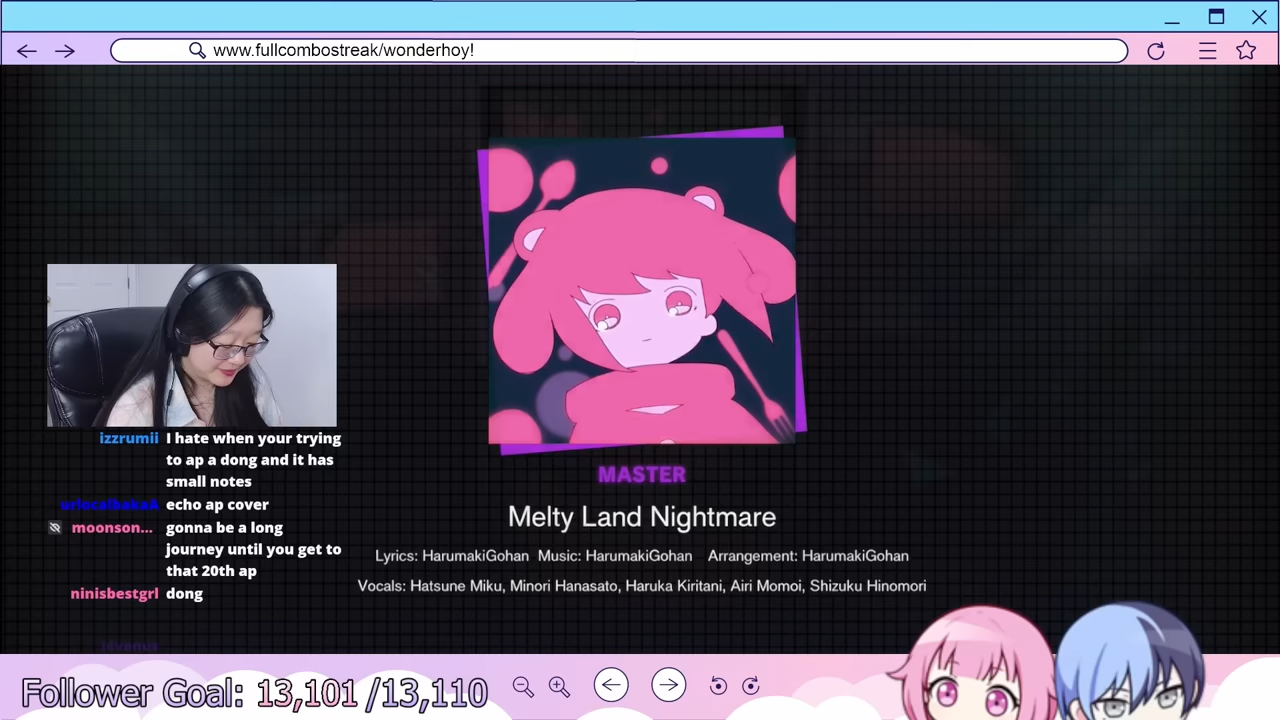 www.fullcombostreak/wonderhoy!
izzrumii I hate when your trying
to ap a dong and it has
small notes
urlocalbakaA echo ap cover
moonson... gonna be a long
journey until you get to
that 20th ap
ninisbestgrl dong
MASTER
Melty Land Nightmare
Lyrics: HarumakiGohan Music: HarumakiGohan Arrangement: HarumakiGohan
Vocals: Hatsune Miku, Minori Hanasato, Haruka Kiritani, Airi Momoi, Shizuku Hinomori
Follower Goal: 13,101 /13,110